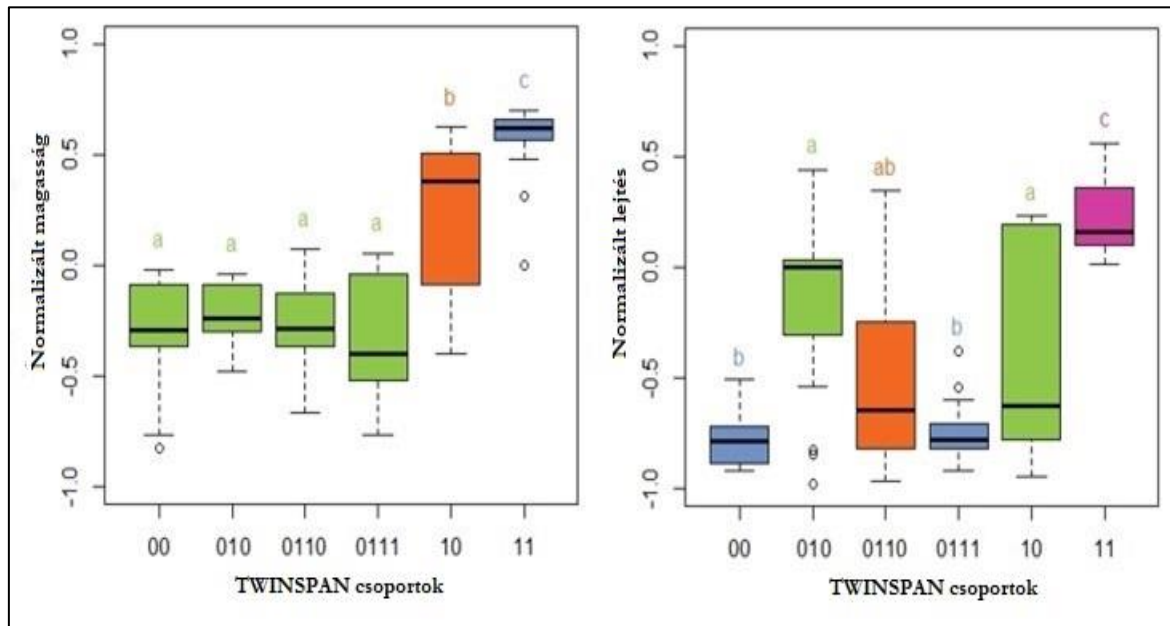 Normalizált magasság
1.0
0.5
0.0
-0.5
-1.0
a
a
a
a
b
c
00 010 0110 0111 10 11
TWINSPAN csoportok
Normalizált lejtés
1.0
0.5
0.0
-0.5
-1.0
b
a
ab
b
a
c
00 010 0110 0111 10 11
TWINSPAN csoportok